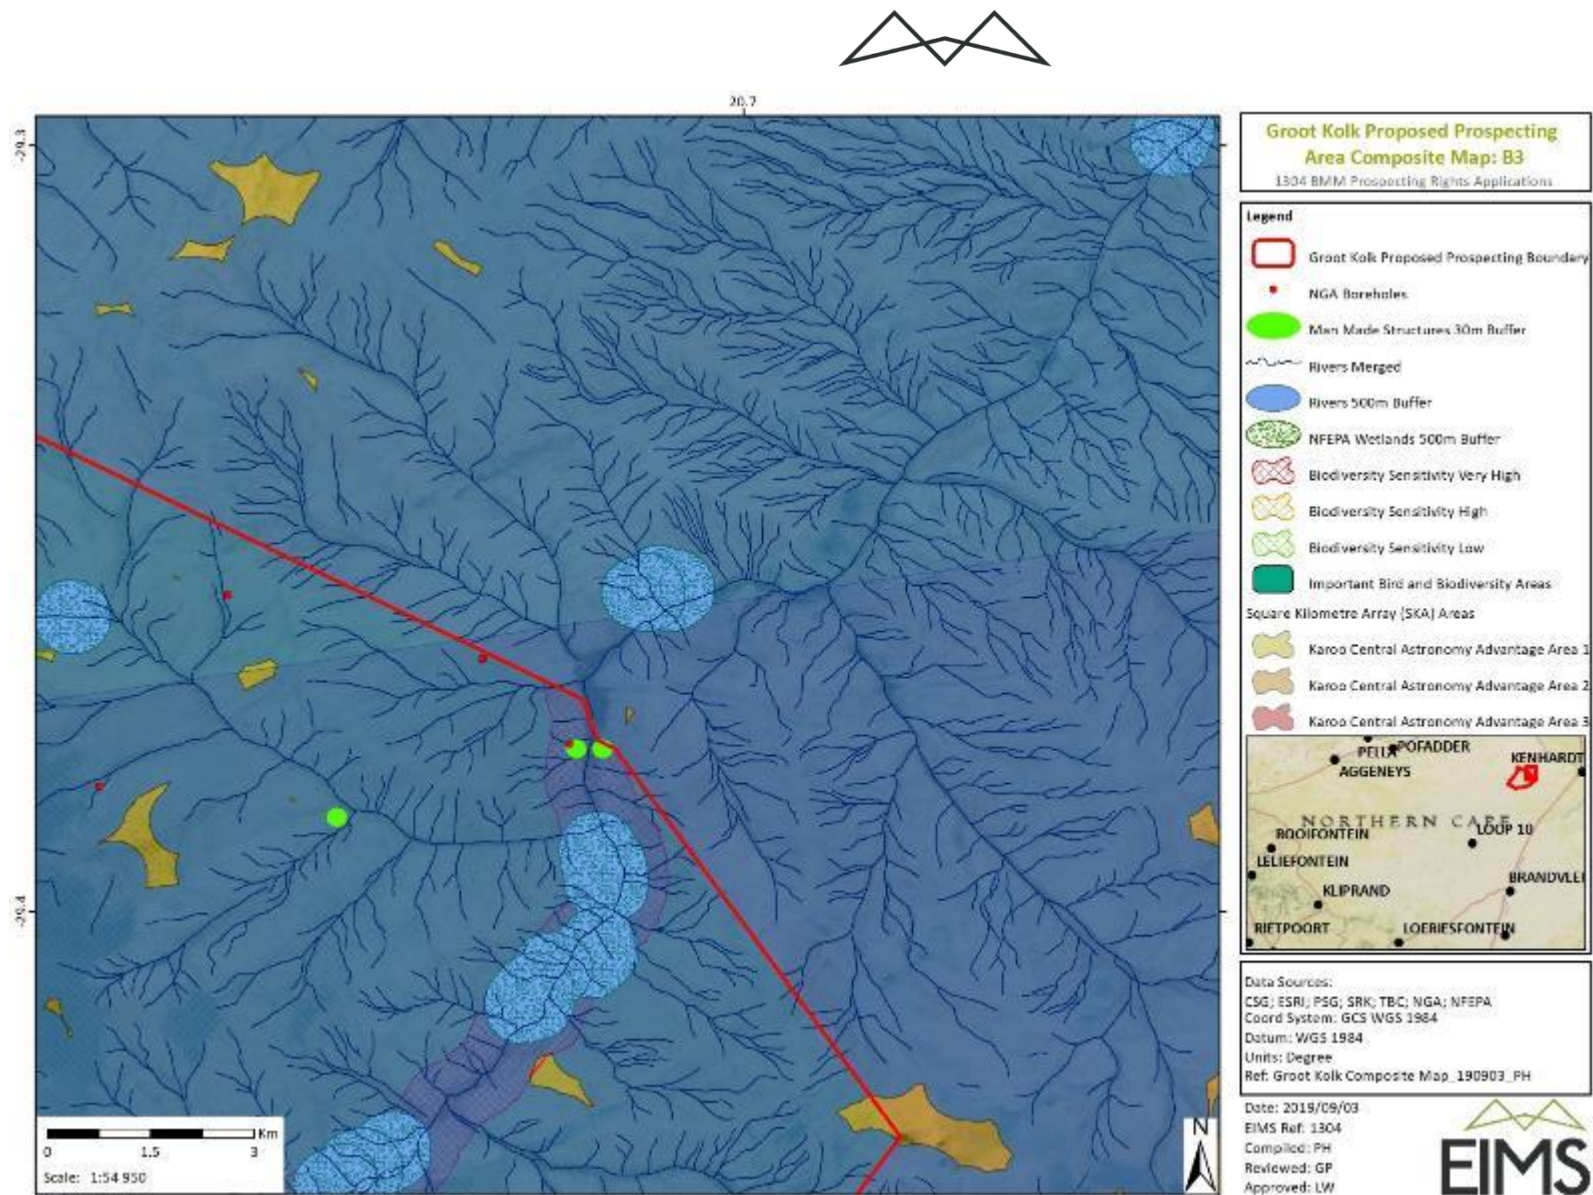 20.7
-29.3
-29.4
Groot Kolk Proposed Prospecting
Area Composite Map: B3
1304 BMM Prospecting Rights Applications
Legend
Groot Kolk Proposed Prospecting Boundary
NGA Boreholes
Man Made Structures 30m Buffer
Rivers Merged
Rivers 500m Buffer
NFEPA Wetlands 500m Buffer
Biodiversity Sensitivity Very High
Biodiversity Sensitivity High
Biodiversity Sensitivity Low
Important Bird and Biodiversity Areas
Square Kilometre Array (SKA) Areas
Karoo Central Astronomy Advantage Area 1
Karoo Central Astronomy Advantage Area 2
Karoo Central Astronomy Advantage Area 3
PELLA
POFADDER
KENHARDT
AGGENEYS
NORTHERN CAPE
ROOIFONTEIN
LOOP 10
LELIEFONTEIN
KLIPRAND
BRANDVLEI
RIETPOORT
LOERIESFONTEIN
Data Sources:
CSG; ESRI; PSG; SRK; TBC; NGA; NFEPA
Coord System: GCS WGS 1984
Datum: WGS 1984
Units: Degree
Ref: Groot Kolk Composite Map_190903_PH
Date: 2019/09/03
EIMS Ref: 1304
Compiled: PH
Reviewed: GP
Approved: LW
EIMS
N
Km
0 1.5 3
Scale: 1:54 950